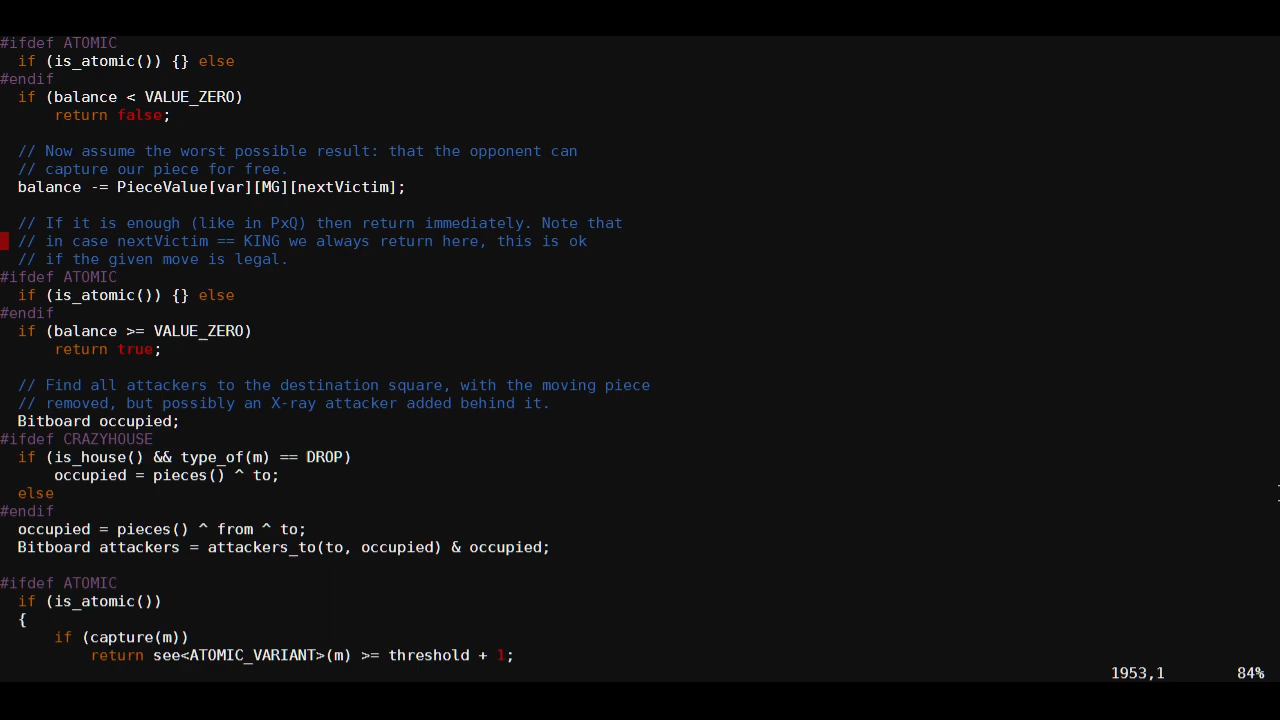 #ifdef ATOMIC
if (is_atomic()) {} else
#endif
if (balance < VALUE_ZERO)
return false;
// Now assume the worst possible result: that the opponent can
// capture our piece for free.
balance -= PieceValue[var][MG][nextVictim];
// If it is enough (like in PxQ) then return immediately. Note that
// in case nextVictim == KING we always return here, this is ok
// if the given move is legal.
#ifdef ATOMIC
if (is_atomic()) {} else
#endif
if (balance >= VALUE_ZERO)
return true;
// Find all attackers to the destination square, with the moving piece
// removed, but possibly an X-ray attacker added behind it.
Bitboard occupied;
#ifdef CRAZYHOUSE
if (is_house() && type_of(m) == DROP)
occupied = pieces() ^ to;
else
#endif
occupied = pieces() ^ from ^ to;
Bitboard attackers = attackers_to(to, occupied) & occupied;
#ifdef ATOMIC
if (is_atomic())
{
if (capture(m))
return see<ATOMIC_VARIANT>(m) >= threshold + 1;
1953,1 84%